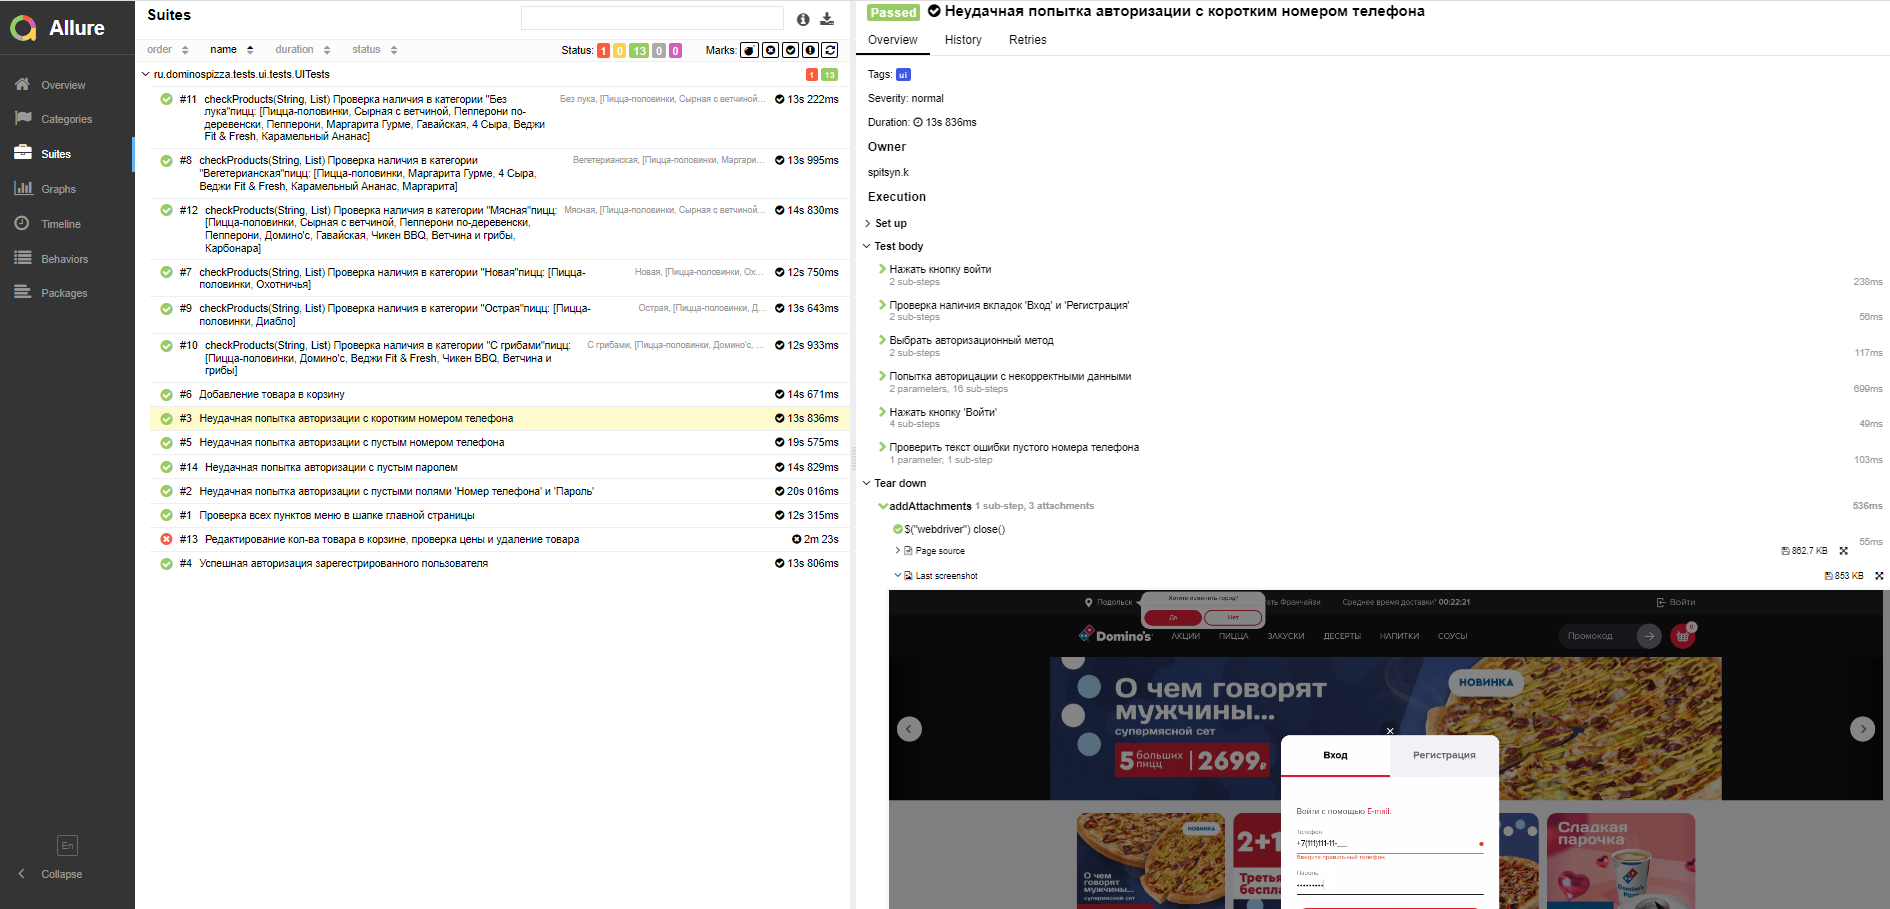 Allure
Overview
Categories
Suites
Graphs
Timeline
Behaviors
Packages
En
Collapse
Suites
order name duration status
Status: 1 0 13 0 0 Marks:
ru.dominospizza.tests.ui.tests.UITests 1 13
#11 checkProducts(String, List) Проверка наличия в категории "Без Без лука, [Пицца-половинки, Сырная с ветчиной... 13s 222ms
лука"пицц: [Пицца-половинки, Сырная с ветчиной, Пепперони по-
деревенски, Пепперони, Маргарита Гурме, Гавайская, 4 Сыра, Веджи
Fit & Fresh, Карамельный Ананас]
#8 checkProducts(String, List) Проверка наличия в категории Вегетерианская, [Пицца-половинки, Маргари... 13s 995ms
"Вегетерианская"пицц: [Пицца-половинки, Маргарита Гурме, 4 Сыра,
Веджи Fit & Fresh, Карамельный Ананас, Маргарита]
#12 checkProducts(String, List) Проверка наличия в категории "Мясная"пицц: Мясная, [Пицца-половинки, Сырная с ветчиной... 14s 830ms
[Пицца-половинки, Сырная с ветчиной, Пепперони по-деревенски,
Пепперони, Домино'с, Гавайская, Чикен BBQ, Ветчина и грибы,
Карбонара]
#7 checkProducts(String, List) Проверка наличия в категории "Новая"пицц: [Пицца- Новая, [Пицца-половинки, Ох... 12s 750ms
половинки, Охотничья]
#9 checkProducts(String, List) Проверка наличия в категории "Острая"пицц: [Пицца- Острая, [Пицца-половинки, Д... 13s 643ms
половинки, Диабло]
#10 checkProducts(String, List) Проверка наличия в категории "С грибами"пицц: С грибами, [Пицца-половинки, Домино'с, ... 12s 933ms
[Пицца-половинки, Домино'с, Веджи Fit & Fresh, Чикен BBQ, Ветчина и
грибы]
#6 Добавление товара в корзину 14s 671ms
#3 Неудачная попытка авторизации с коротким номером телефона 13s 836ms
#5 Неудачная попытка авторизации с пустым номером телефона 19s 575ms
#14 Неудачная попытка авторизации с пустым паролем 14s 829ms
#2 Неудачная попытка авторизации с пустыми полями 'Номер телефона' и 'Пароль' 20s 016ms
#1 Проверка всех пунктов меню в шапке главной страницы 12s 315ms
#13 Редактирование кол-ва товара в корзине, проверка цены и удаление товара 2m 23s
#4 Успешная авторизация зарегестрированного пользователя 13s 806ms
Passed Неудачная попытка авторизации с коротким номером телефона
Overview History Retries
Tags: ui
Severity: normal
Duration: 13s 836ms
Owner
spitsyn.k
Execution
Set up
Test body
Нажать кнопку войти
2 sub-steps 238ms
Проверка наличия вкладок 'Вход' и 'Регистрация'
2 sub-steps 56ms
Выбрать авторизационный метод
2 sub-steps 117ms
Попытка авторицации с некорректными данными
2 parameters, 16 sub-steps 699ms
Нажать кнопку 'Войти'
4 sub-steps 49ms
Проверить текст ошибки пустого номера телефона
1 parameter, 1 sub-step 103ms
Tear down
addAttachments 1 sub-step, 3 attachments 536ms
$("webdriver") close()
55ms
Page source 862.7 KB
Last screenshot 853 KB
Подольск Хотите изменить город? ать Франчайзи Среднее время доставки* 00:22:21 Войти
Да Нет
Domino's АКЦИИ ПИЦЦА ЗАКУСКИ ДЕСЕРТЫ НАПИТКИ СОУСЫ Промокод 0
О чем говорят
мужчины...
супермясной сет
5 больших пицц 2699₽
НОВИНКА
Вход Регистрация
Войти с помощью E-mail.
Телефон
+7(111)111-11-__
Введите правильный телефон
Пароль
•••••••••
НОВИНКА
О чем
говорят
мужчины...
2+1
Третья
беспла
Сладкая
парочка
Domino's